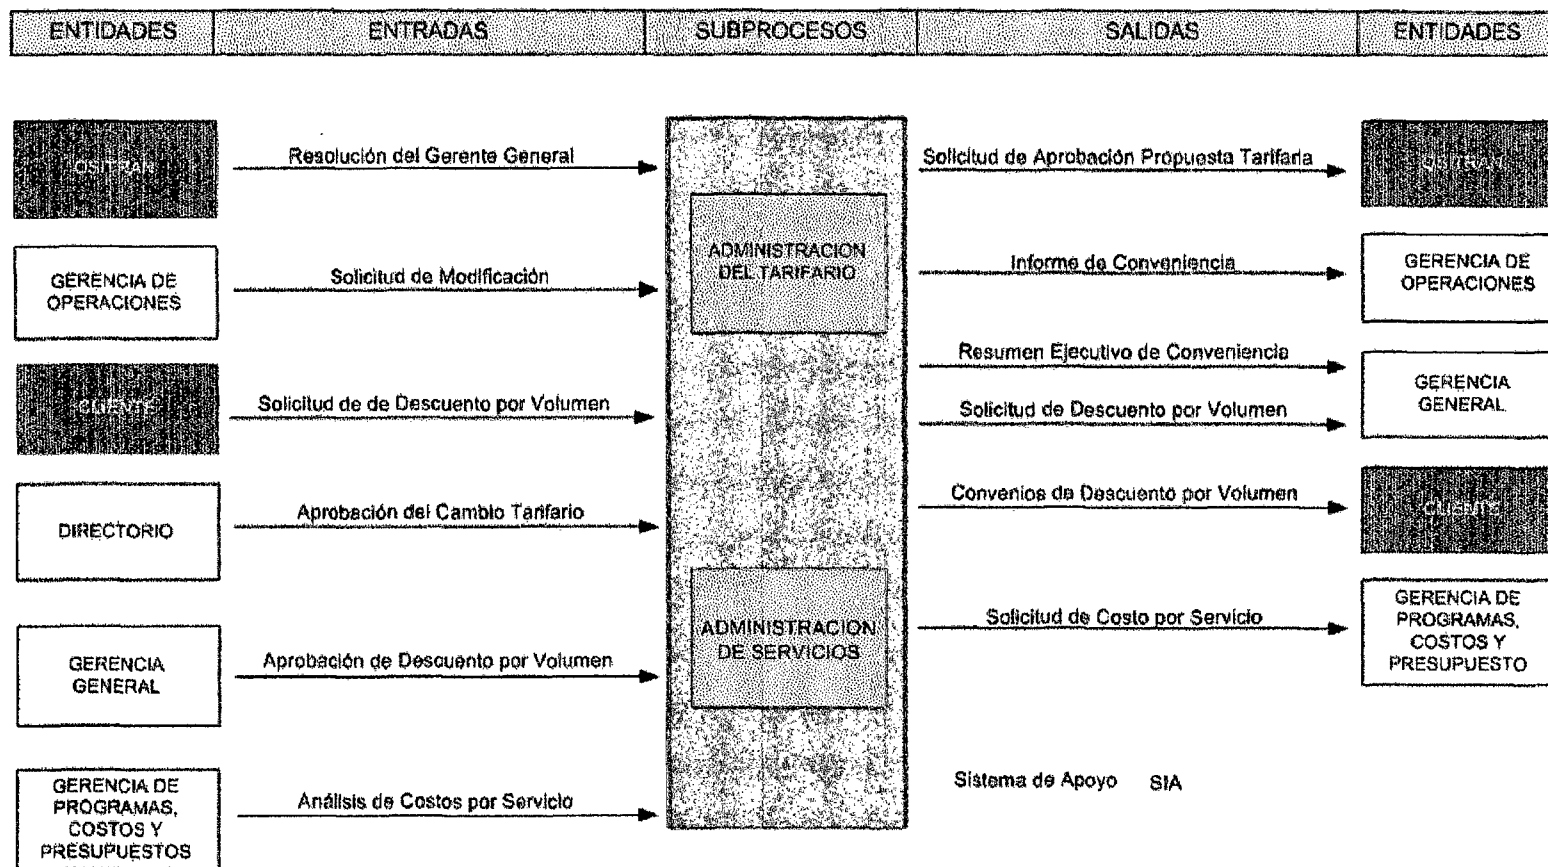 ENTIDADES
ENTRADAS
SUBPROCESOS
SALIDAS
ENTIDADES
OSITRAN
Resolución del Gerente General
Solicitud de Aprobación Propuesta Tarifaria
OSITRAN
GERENCIA DE
OPERACIONES
Solicitud de Modificación
ADMINISTRACION
DEL TARIFARIO
Informe de Conveniencia
GERENCIA DE
OPERACIONES
CLIENTE
Solicitud de de Descuento por Volumen
Resumen Ejecutivo de Conveniencia
Solicitud de Descuento por Volumen
GERENCIA
GENERAL
DIRECTORIO
Aprobación del Cambio Tarifario
Convenios de Descuento por Volumen
CLIENTE
GERENCIA
GENERAL
Aprobación de Descuento por Volumen
ADMINISTRACION
DE SERVICIOS
Solicitud de Costo por Servicio
GERENCIA DE
PROGRAMAS,
COSTOS Y
PRESUPUESTO
GERENCIA DE
PROGRAMAS,
COSTOS Y
PRESUPUESTOS
Análisis de Costos por Servicio
Sistema de Apoyo SIA